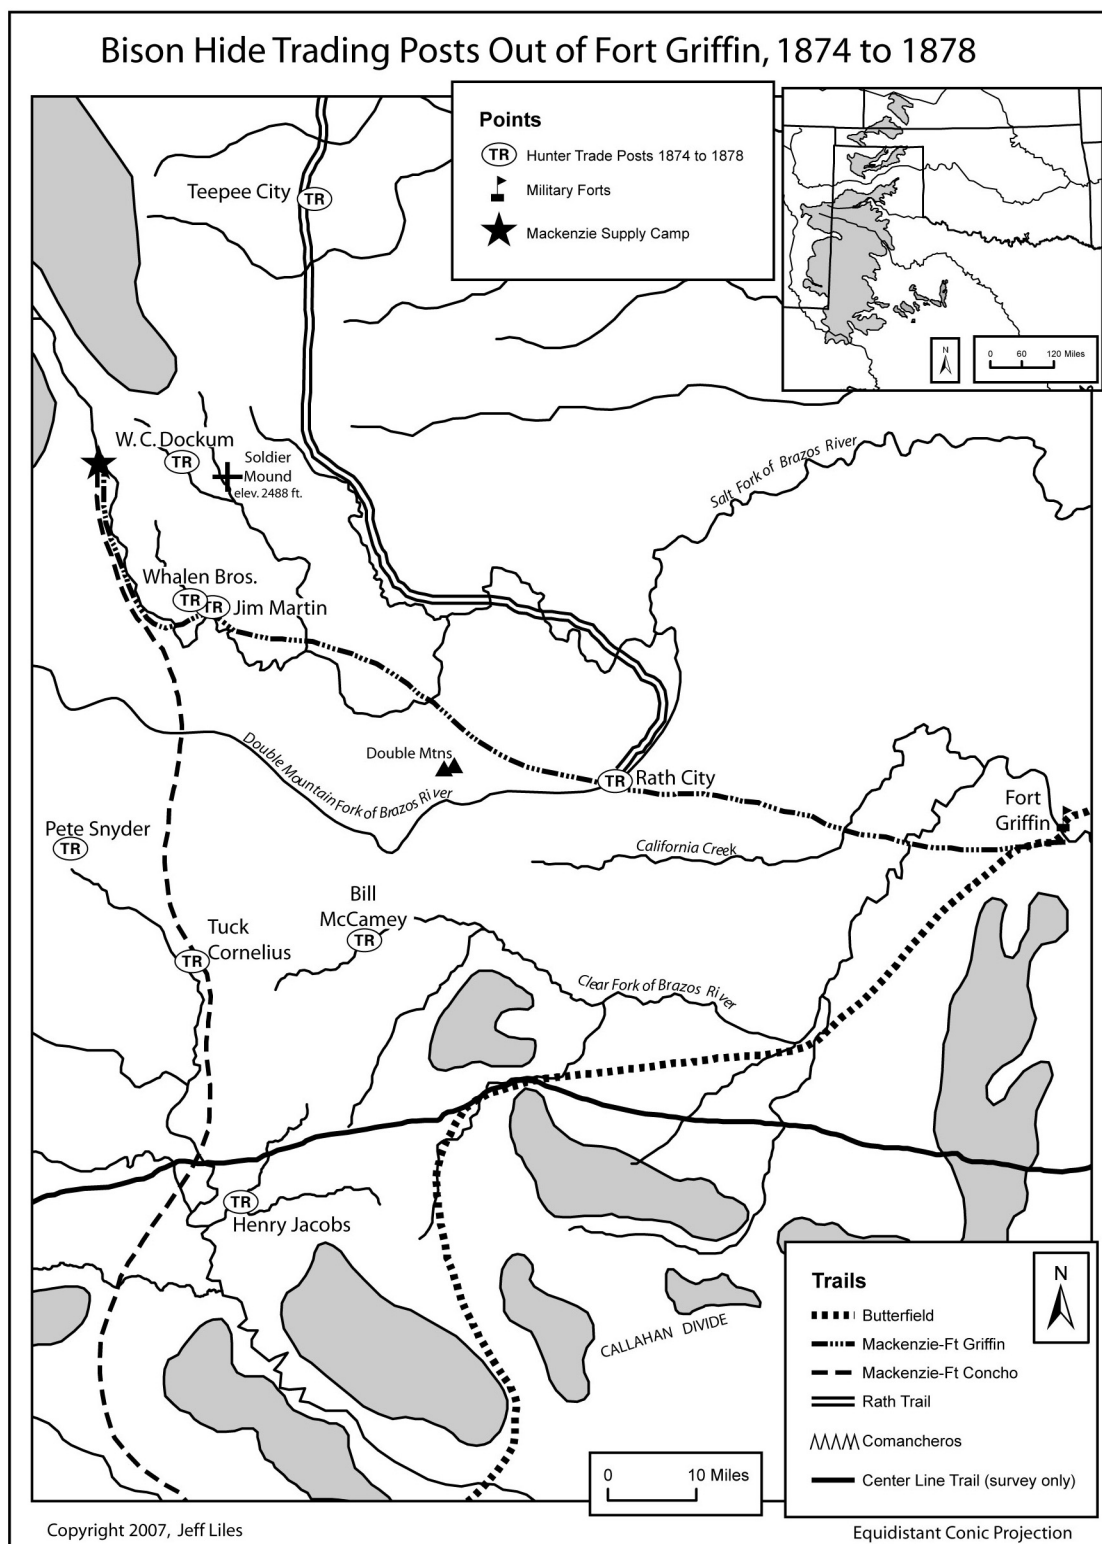 Bison Hide Trading Posts Out of Fort Griffin, 1874 to 1878
Points
TR Hunter Trade Posts 1874 to 1878
Military Forts
Mackenzie Supply Camp
N
0 60 120 Miles
Teepee City TR
W. C. Dockum
TR
Soldier
Mound
elev. 2488 ft.
Salt Fork of Brazos River
Whalen Bros.
TR
TR Jim Martin
Double Mtns
Double Mountain Fork of Brazos River
TR Rath City
Fort
Griffin
Pete Snyder
TR
California Creek
Bill
McCamey
TR
Tuck
Cornelius
TR
Clear Fork of Brazos River
TR
Henry Jacobs
CALLAHAN DIVIDE
Trails
N
Butterfield
Mackenzie-Ft Griffin
Mackenzie-Ft Concho
Rath Trail
Comancheros
Center Line Trail (survey only)
0 10 Miles
Copyright 2007, Jeff Liles
Equidistant Conic Projection